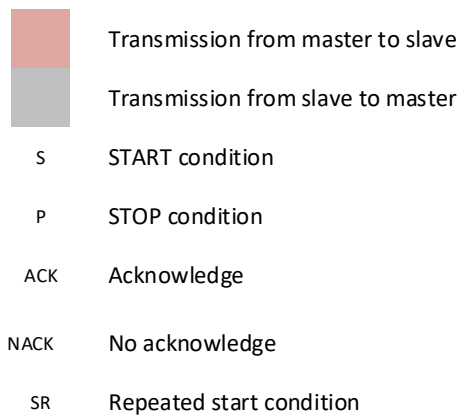 Transmission from master to slave
Transmission from slave to master
S START condition
P STOP condition
ACK Acknowledge
NACK No acknowledge
SR Repeated start condition